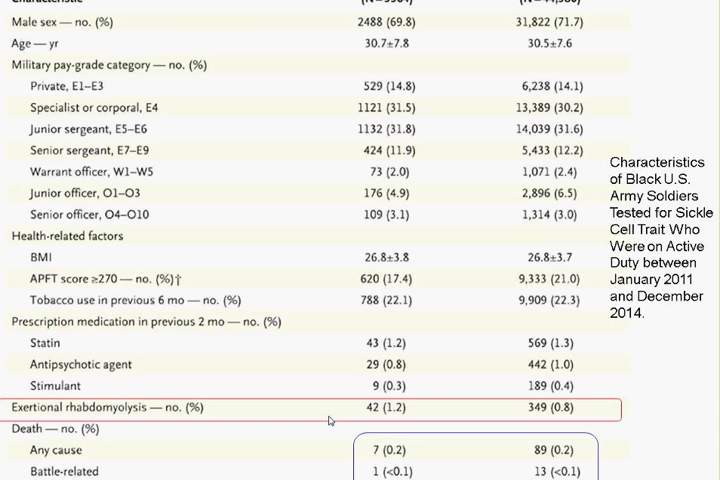 Male sex — no. (%) 2488 (69.8) 31,822 (71.7)
Age — yr 30.7±7.8 30.5±7.6
Military pay-grade category — no. (%)
Private, E1–E3 529 (14.8) 6,238 (14.1)
Specialist or corporal, E4 1121 (31.5) 13,389 (30.2)
Junior sergeant, E5–E6 1132 (31.8) 14,039 (31.6)
Senior sergeant, E7–E9 424 (11.9) 5,433 (12.2)
Warrant officer, W1–W5 73 (2.0) 1,071 (2.4)
Junior officer, O1–O3 176 (4.9) 2,896 (6.5)
Senior officer, O4–O10 109 (3.1) 1,314 (3.0)
Health-related factors
BMI 26.8±3.8 26.8±3.7
APFT score ≥270 — no. (%)† 620 (17.4) 9,333 (21.0)
Tobacco use in previous 6 mo — no. (%) 788 (22.1) 9,909 (22.3)
Prescription medication in previous 2 mo — no. (%)
Statin 43 (1.2) 569 (1.3)
Antipsychotic agent 29 (0.8) 442 (1.0)
Stimulant 9 (0.3) 189 (0.4)
Exertional rhabdomyolysis — no. (%) 42 (1.2) 349 (0.8)
Death — no. (%)
Any cause 7 (0.2) 89 (0.2)
Battle-related 1 (<0.1) 13 (<0.1)
Characteristics
of Black U.S.
Army Soldiers
Tested for Sickle
Cell Trait Who
Were on Active
Duty between
January 2011
and December
2014.